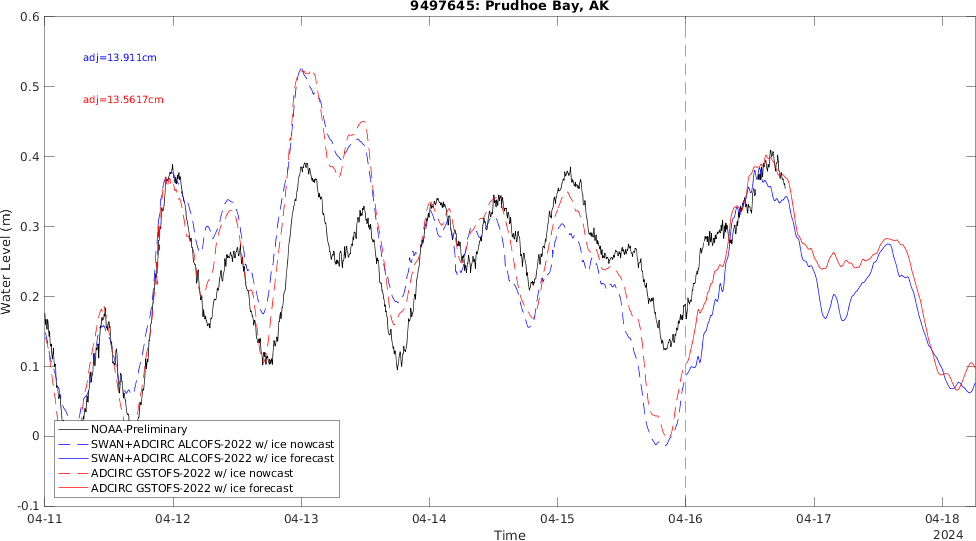 9497645: Prudhoe Bay, AK
0.6
adj=13.911cm
0.5
adj=13.5617cm
0.4
0.3
Water Level (m)
0.2
0.1
0
NOAA-Preliminary
SWAN+ADCIRC ALCOFS-2022 w/ ice nowcast
SWAN+ADCIRC ALCOFS-2022 w/ ice forecast
ADCIRC GSTOFS-2022 w/ ice nowcast
ADCIRC GSTOFS-2022 w/ ice forecast
-0.1
04-11 04-12 04-13 04-14 04-15 04-16 04-17 04-18
Time
2024